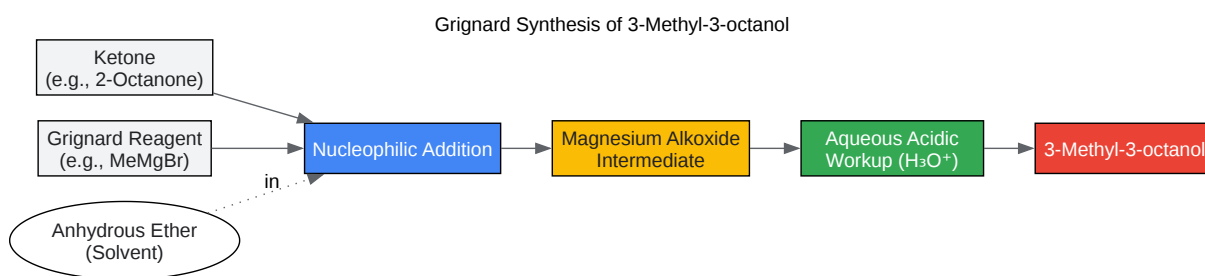 Grignard Synthesis of 3-Methyl-3-octanol
Ketone
(e.g., 2-Octanone)
Grignard Reagent
(e.g., MeMgBr)
Anhydrous Ether
(Solvent)
in
Nucleophilic Addition
Magnesium Alkoxide
Intermediate
Aqueous Acidic
Workup (H₃O⁺)
3-Methyl-3-octanol